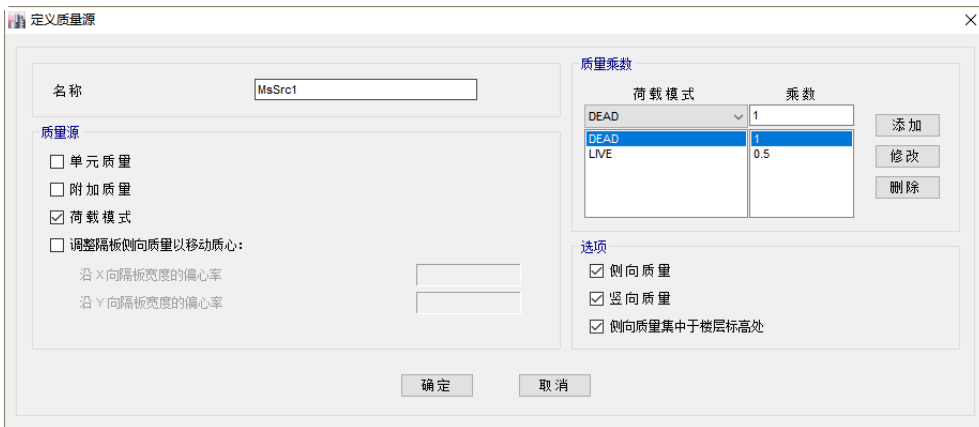 定义质量源
名称
MsSrc1
质量源
单元质量
附加质量
荷载模式
调整隔板侧向质量以移动质心:
沿X向隔板宽度的偏心率
沿Y向隔板宽度的偏心率
质量乘数
荷载模式 乘数
DEAD 1
DEAD 1
LIVE 0.5
添加
修改
删除
选项
侧向质量
竖向质量
侧向质量集中于楼层标高处
确定 取消